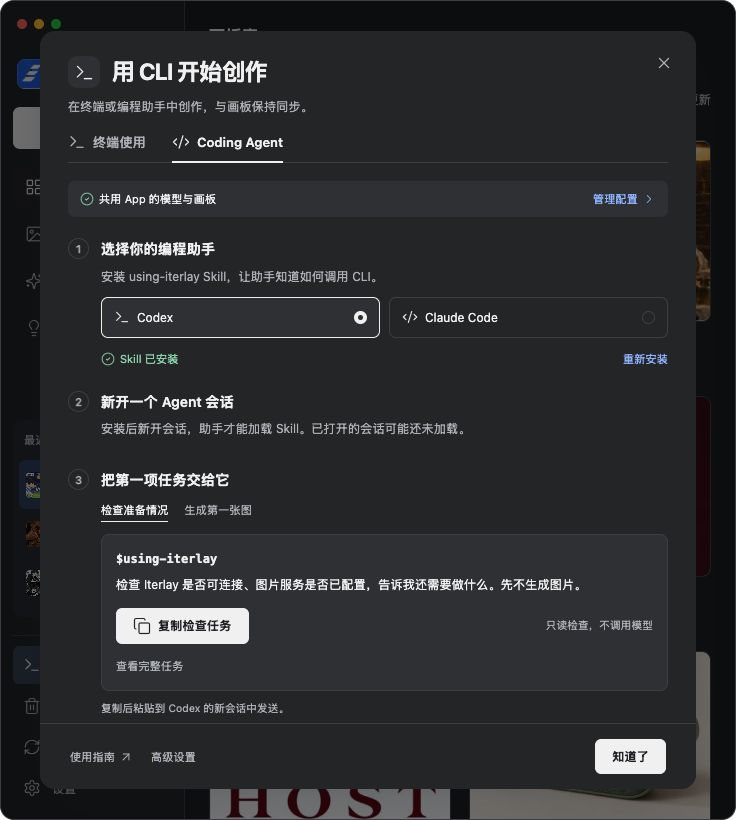 用 CLI 开始创作
在终端或编程助手中创作，与画板保持同步。
终端使用
Coding Agent
共用 App 的模型与画板
管理配置
1
选择你的编程助手
安装 using-iterlay Skill，让助手知道如何调用 CLI。
Codex
Claude Code
Skill 已安装
重新安装
2
新开一个 Agent 会话
安装后新开会话，助手才能加载 Skill。已打开的会话可能还未加载。
3
把第一项任务交给它
检查准备情况
生成第一张图
$using-iterlay
检查 Iterlay 是否可连接、图片服务是否已配置，告诉我还需要做什么。先不生成图片。
复制检查任务
只读检查，不调用模型
查看完整任务
复制后粘贴到 Codex 的新会话中发送。
使用指南
高级设置
知道了
设置
HOST